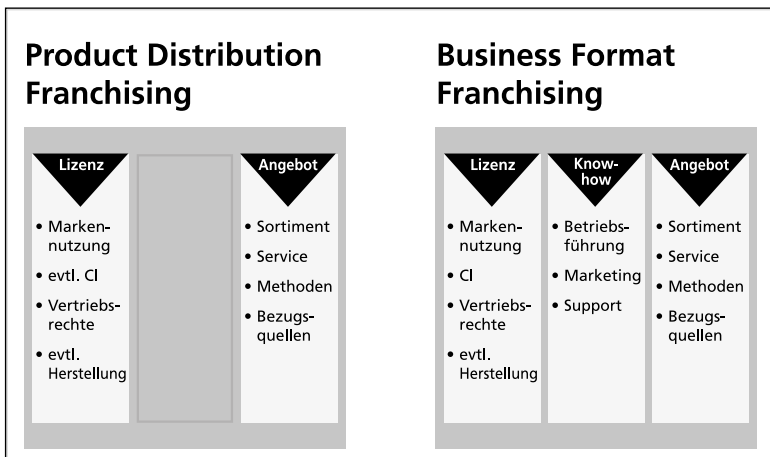 Product Distribution
Franchising
Lizenz
• Marken-
nutzung
• evtl. CI
• Vertriebs-
rechte
• evtl.
Herstellung
Angebot
• Sortiment
• Service
• Methoden
• Bezugs-
quellen
Business Format
Franchising
Lizenz
• Marken-
nutzung
• CI
• Vertriebs-
rechte
• evtl.
Herstellung
Know-
how
• Betriebs-
führung
• Marketing
• Support
Angebot
• Sortiment
• Service
• Methoden
• Bezugs-
quellen